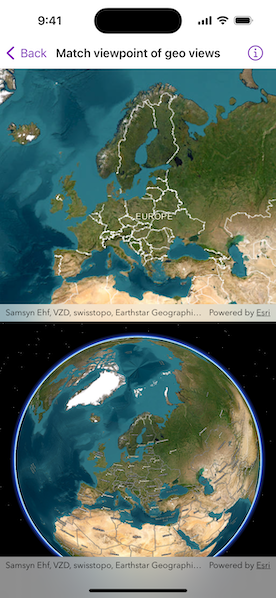 9:41
Back
Match viewpoint of geo views
EUROPE
Samsyn Ehf, VZD, swisstopo, Earthstar Geographi... Powered by Esri
Samsyn Ehf, VZD, swisstopo, Earthstar Geographi... Powered by Esri